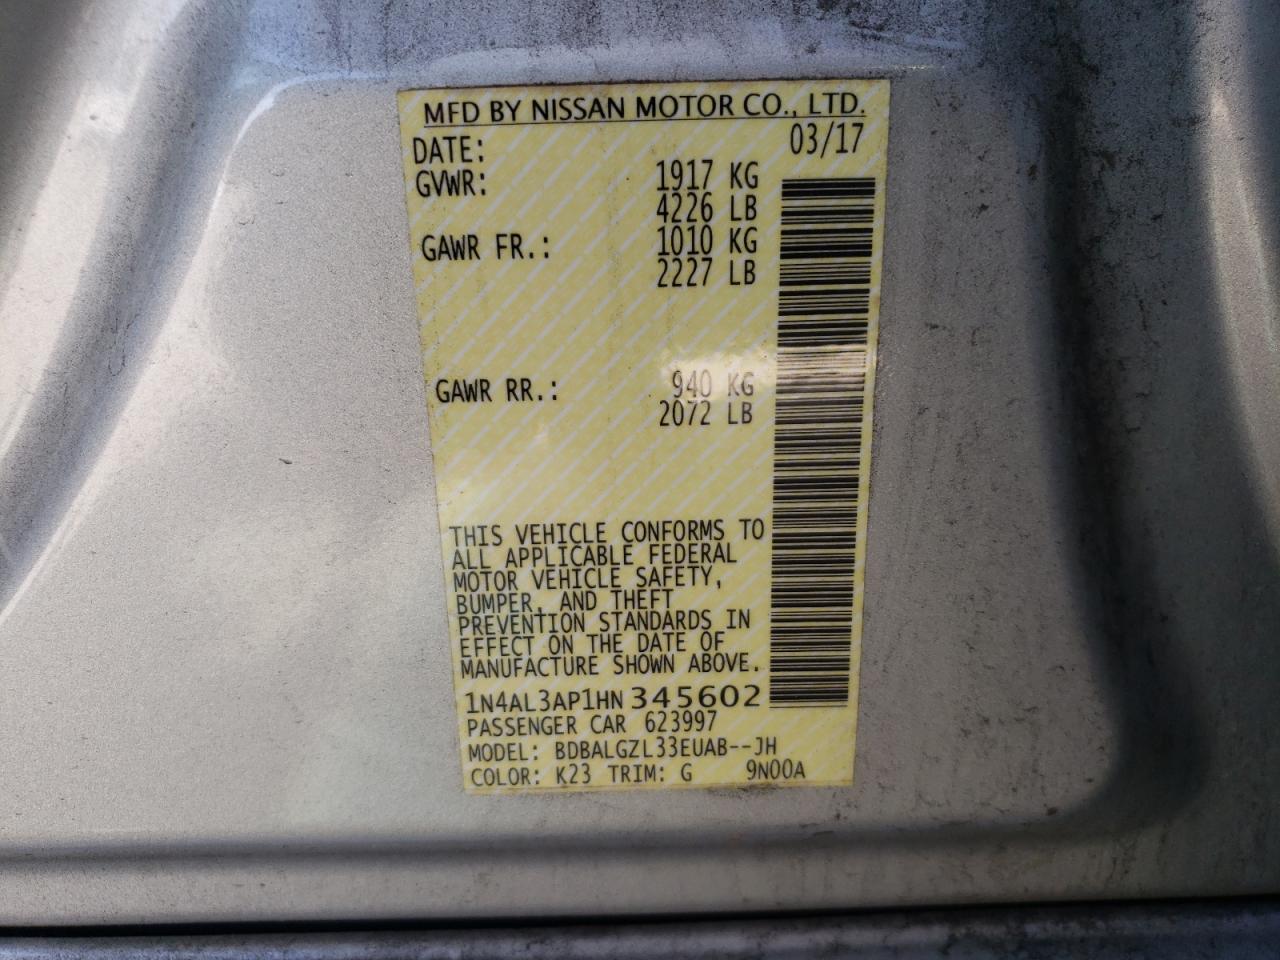 MFD BY NISSAN MOTOR CO., LTD.
DATE: 03/17
GVWR: 1917 KG
4226 LB
GAWR FR.: 1010 KG
2227 LB
GAWR RR.: 940 KG
2072 LB
THIS VEHICLE CONFORMS TO
ALL APPLICABLE FEDERAL
MOTOR VEHICLE SAFETY,
BUMPER, AND THEFT
PREVENTION STANDARDS IN
EFFECT ON THE DATE OF
MANUFACTURE SHOWN ABOVE.
1N4AL3AP1HN 345602
PASSENGER CAR 623997
MODEL: BDBALGZL33EUAB--JH
COLOR: K23 TRIM: G 9N00A